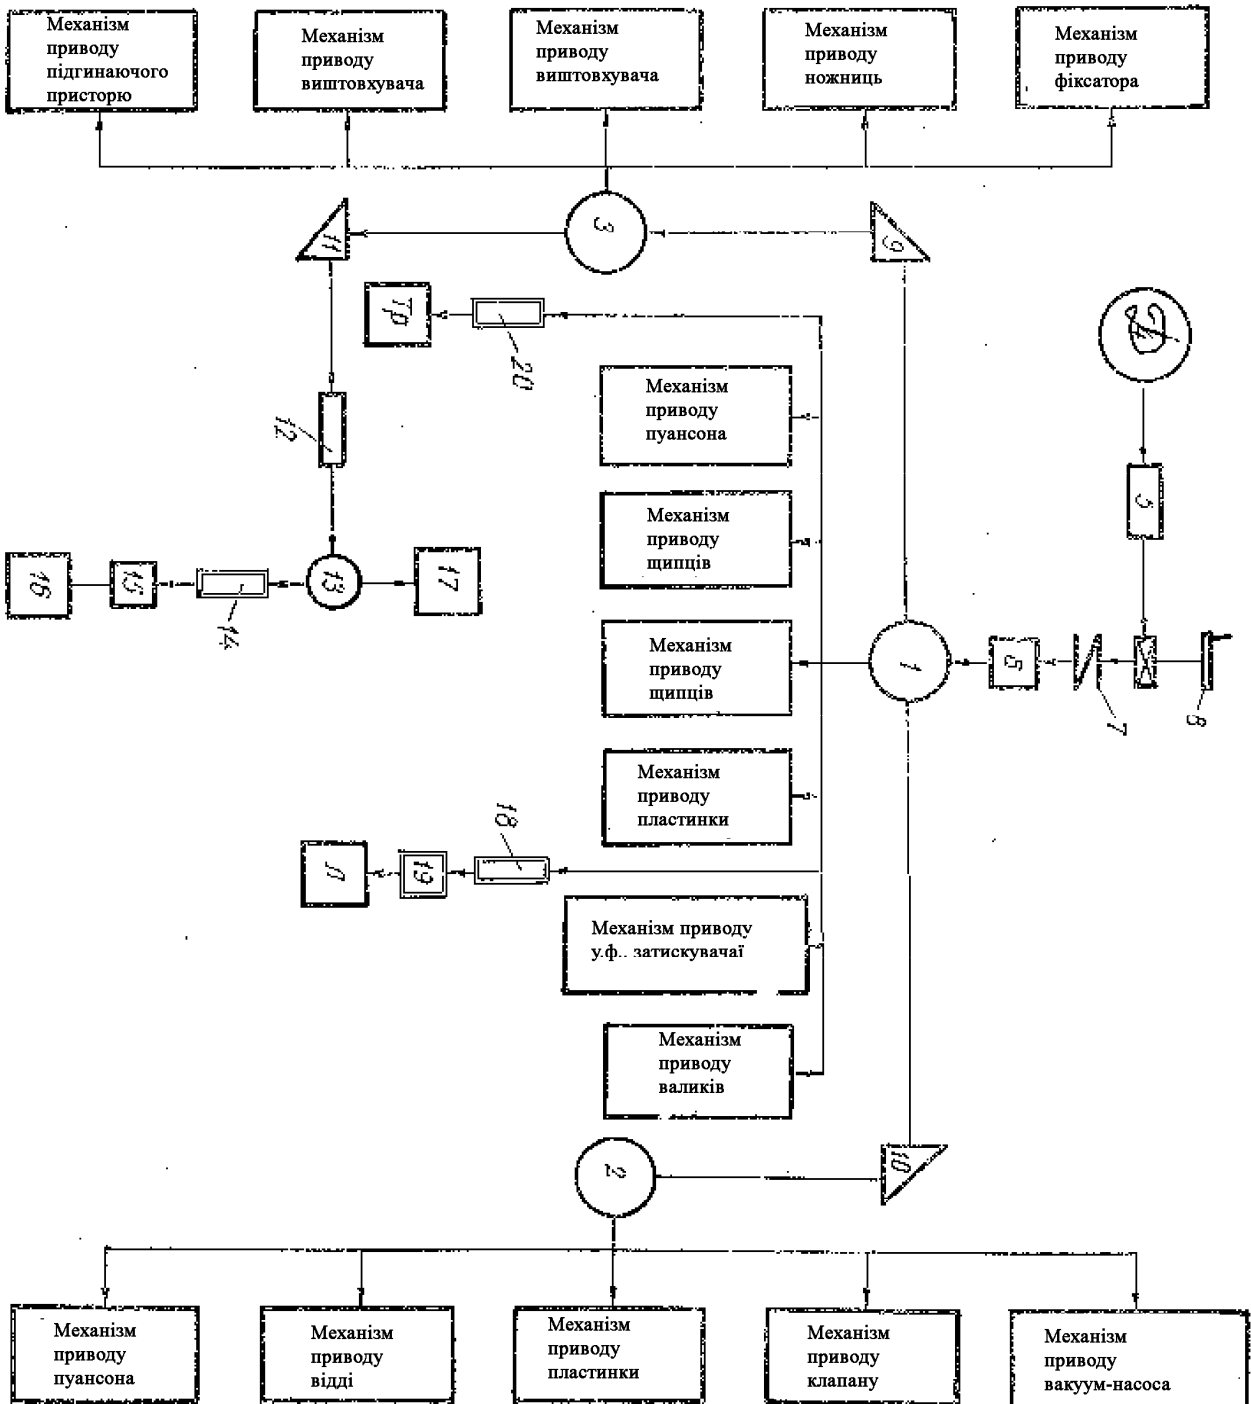 Механізм
приводу
підгинаючого
присторю
Механізм
приводу
виштовхувача
Механізм
приводу
виштовхувача
Механізм
приводу
ножниць
Механізм
приводу
фіксатора
3
9
11
Тр
20
12
5
Механізм
приводу
пуансона
Механізм
приводу
щипців
16
15
14
13
17
Механізм
приводу
щипців
1
5
7
8
Механізм
приводу
пластинки
18
19
Л
Механізм приводу
у.ф.. затискувачаї
Механізм
приводу
валиків
2
10
Механізм
приводу
пуансона
Механізм
приводу
відді
Механізм
приводу
пластинки
Механізм
приводу
клапану
Механізм
приводу
вакуум-насоса